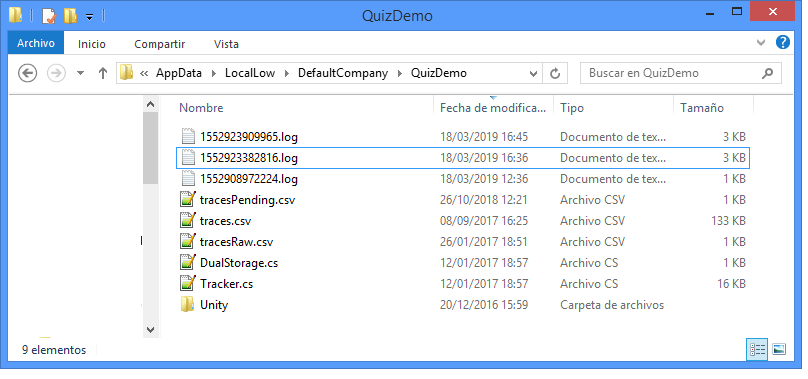 QuizDemo
Archivo Inicio Compartir Vista
« AppData LocalLow DefaultCompany QuizDemo Buscar en QuizDemo
Nombre Fecha de modifica... Tipo Tamaño
1552923909965.log 18/03/2019 16:45 Documento de tex... 3 KB
1552923382816.log 18/03/2019 16:36 Documento de tex... 3 KB
1552908972224.log 18/03/2019 12:36 Documento de tex... 1 KB
tracesPending.csv 26/10/2018 12:21 Archivo CSV 1 KB
traces.csv 08/09/2017 16:25 Archivo CSV 133 KB
tracesRaw.csv 26/01/2017 18:51 Archivo CSV 1 KB
DualStorage.cs 12/01/2017 18:57 Archivo CS 1 KB
Tracker.cs 12/01/2017 18:57 Archivo CS 16 KB
Unity 20/12/2016 15:59 Carpeta de archivos
9 elementos